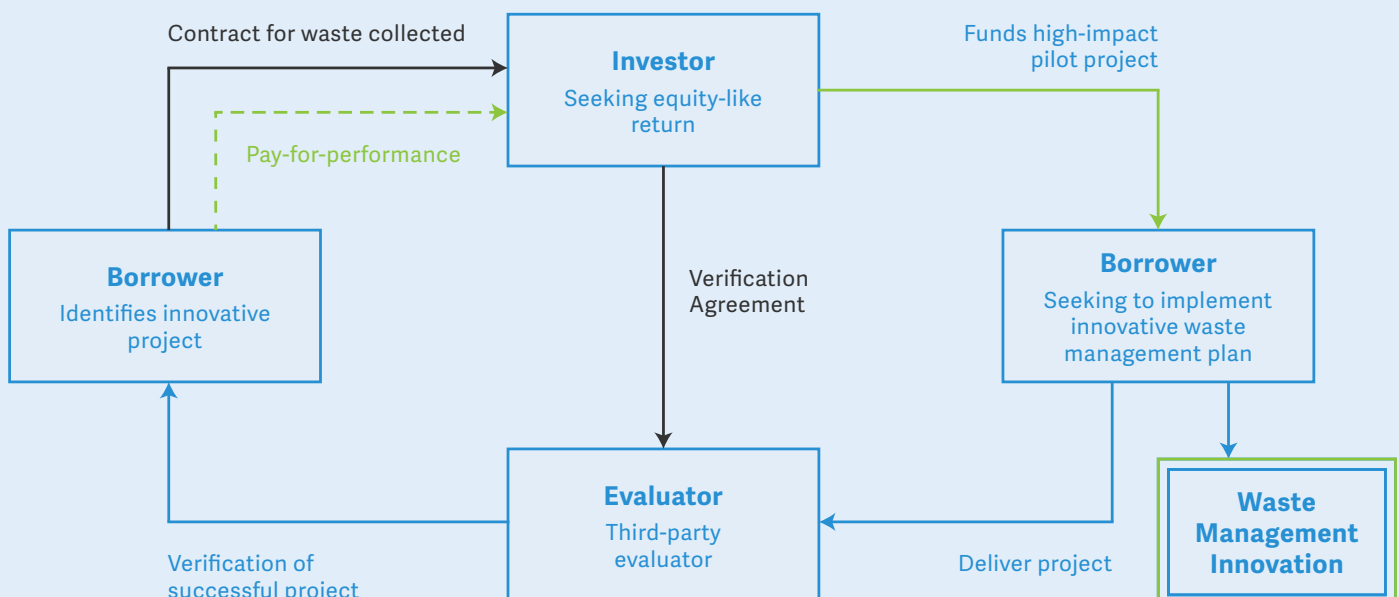 Contract for waste collected
Investor
Seeking equity-like
return
Funds high-impact
pilot project
Pay-for-performance
Borrower
Identifies innovative
project
Verification
Agreement
Borrower
Seeking to implement
innovative waste
management plan
Evaluator
Third-party
evaluator
Waste
Management
Innovation
Verification of
successful project
Deliver project